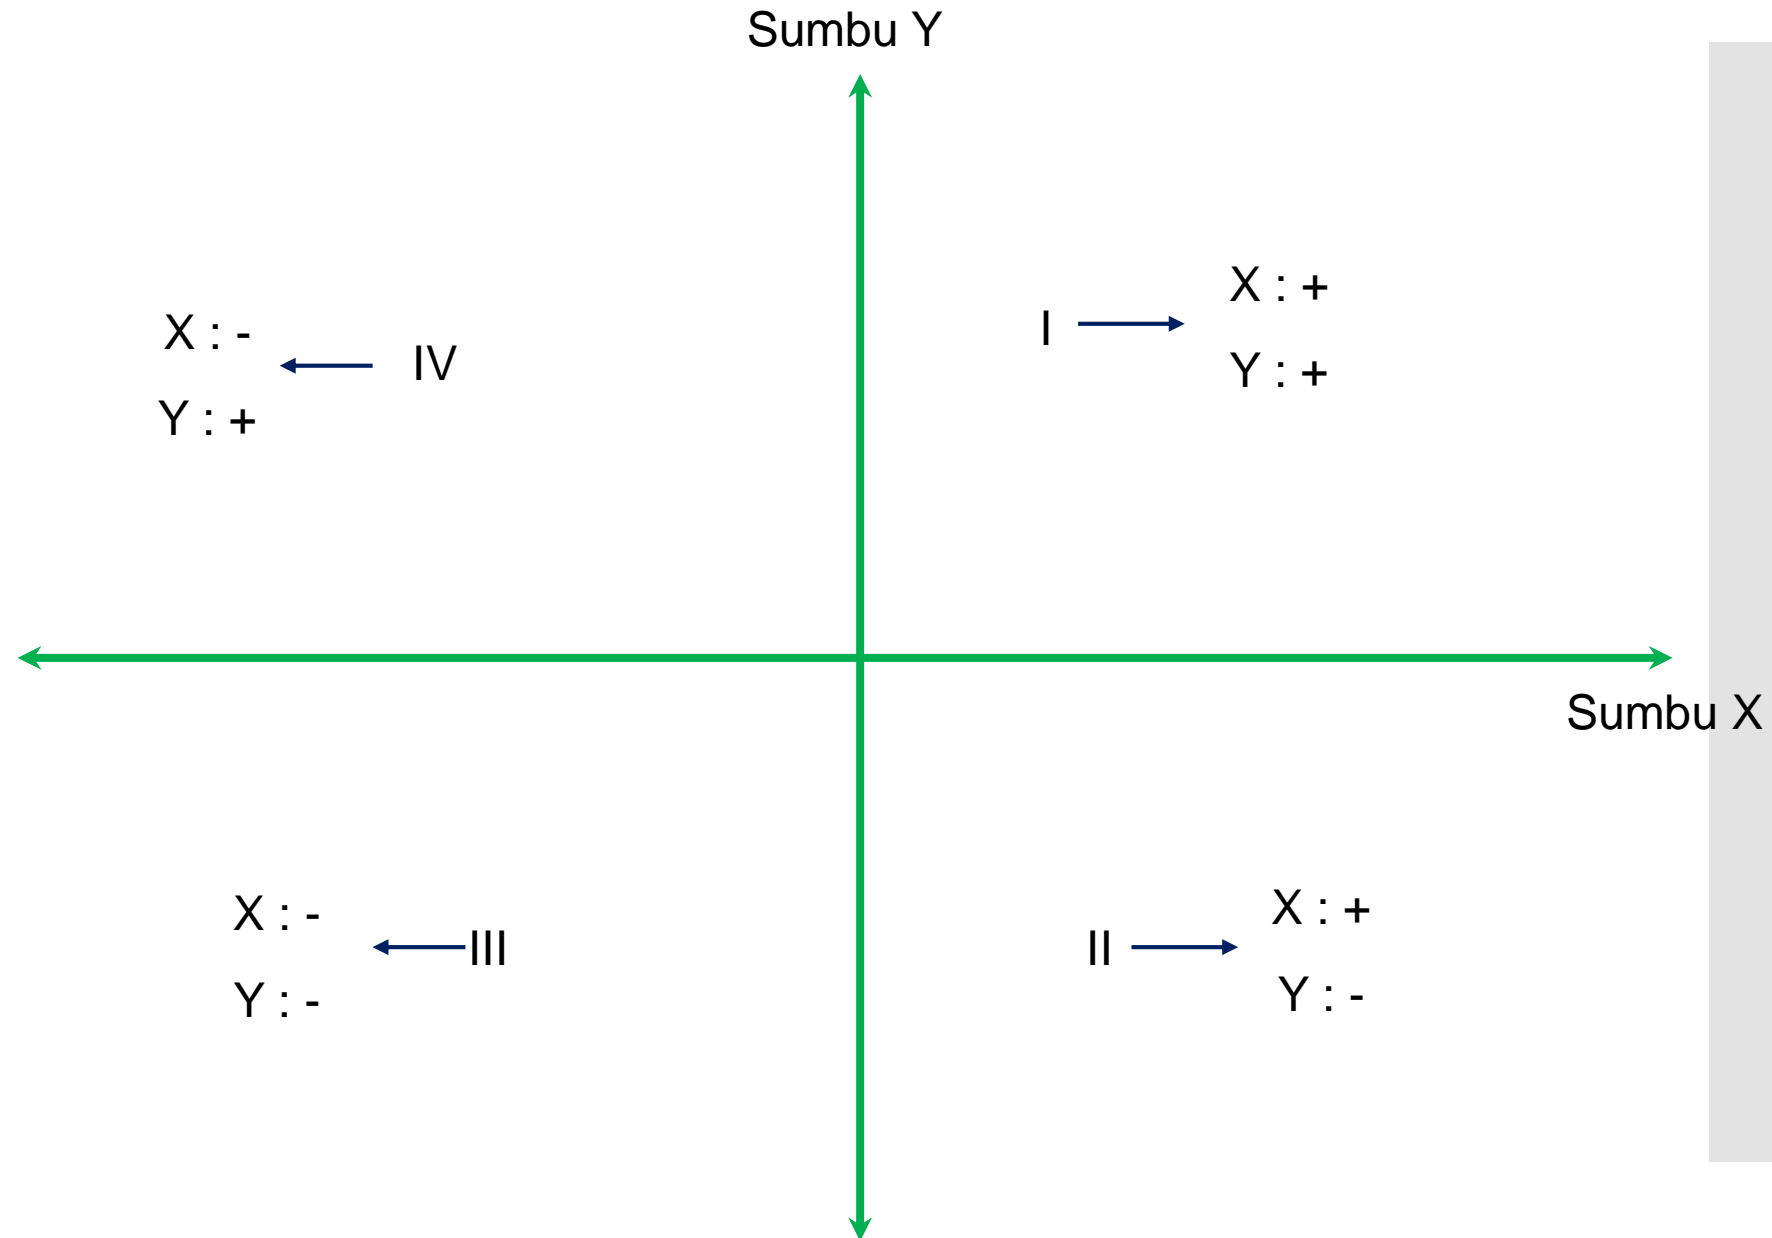 Sumbu Y
X : -
Y : +
IV
I
X : +
Y : +
Sumbu X
X : -
Y : -
III
II
X : +
Y : -